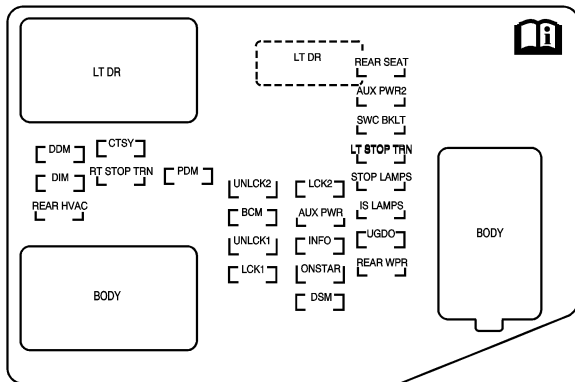 LT DR
LT DR
REAR SEAT
AUX PWR2
SWC BKLT
LT STOP TRN
STOP LAMPS
IS LAMPS
UGDO
REAR WPR
DDM
CTSY
DIM
RT STOP TRN
PDM
REAR HVAC
UNLCK2
BCM
UNLCK1
LCK1
LCK2
AUX PWR
INFO
ONSTAR
DSM
BODY
BODY
i